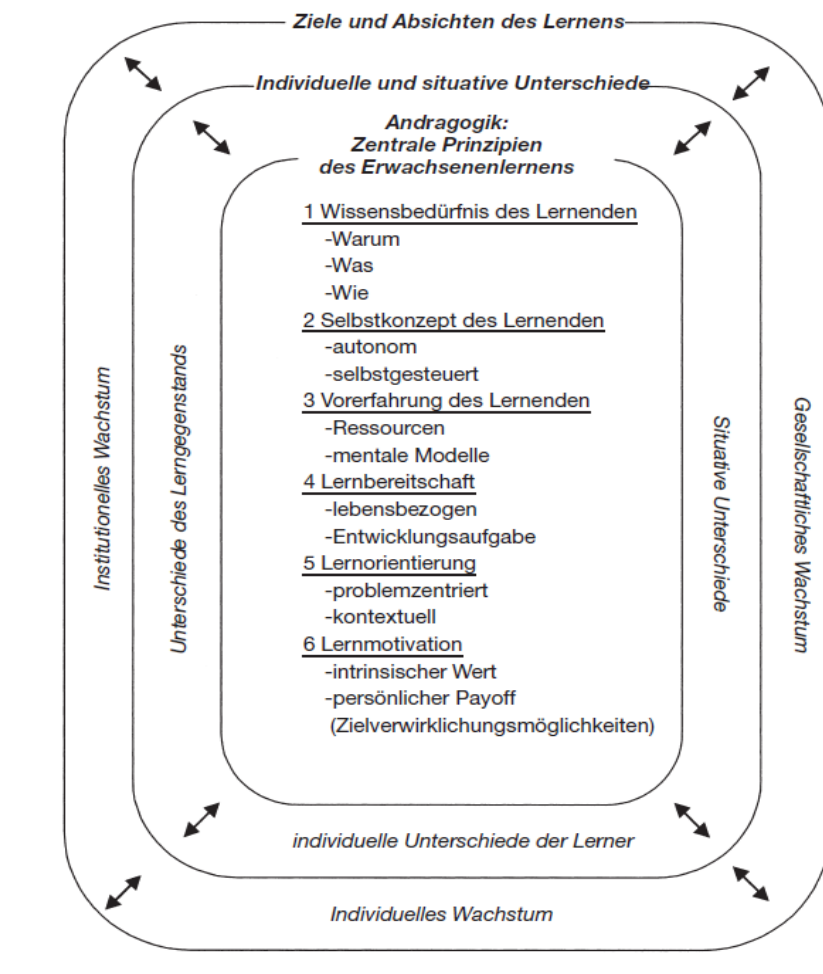 Ziele und Absichten des Lernens
Individuelle und situative Unterschiede
Andragogik:
Zentrale Prinzipien
des Erwachsenenlernens
1 Wissensbedürfnis des Lernenden
-Warum
-Was
-Wie
2 Selbstkonzept des Lernenden
-autonom
-selbstgesteuert
3 Vorerfahrung des Lernenden
-Ressourcen
-mentale Modelle
4 Lernbereitschaft
-lebensbezogen
-Entwicklungsaufgabe
5 Lernorientierung
-problemzentriert
-kontextuell
6 Lernmotivation
-intrinsischer Wert
-persönlicher Payoff
(Zielverwirklichungsmöglichkeiten)
Institutionelles Wachstum
Unterschiede des Lerngegenstands
Situative Unterschiede
Gesellschaftliches Wachstum
individuelle Unterschiede der Lerner
Individuelles Wachstum